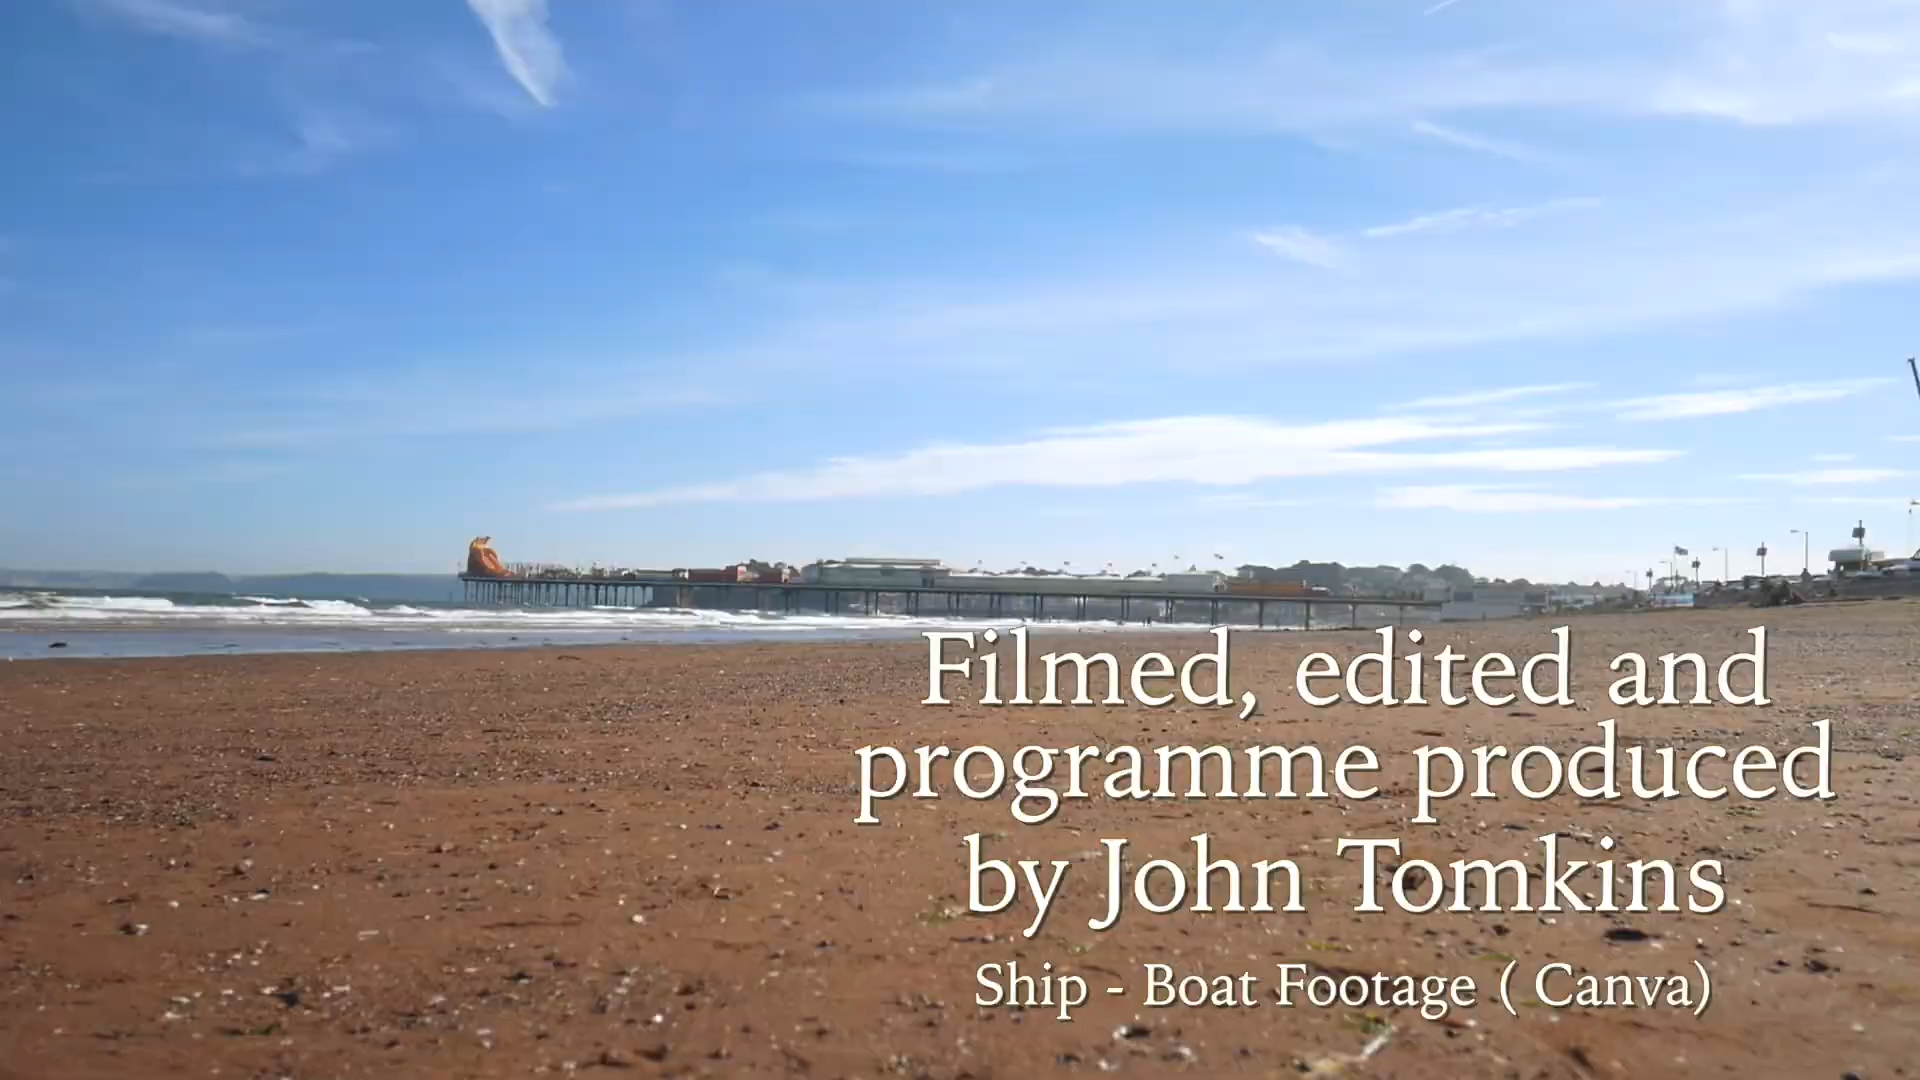 Filmed, edited and
programme produced
by John Tomkins
Ship - Boat Footage ( Canva)